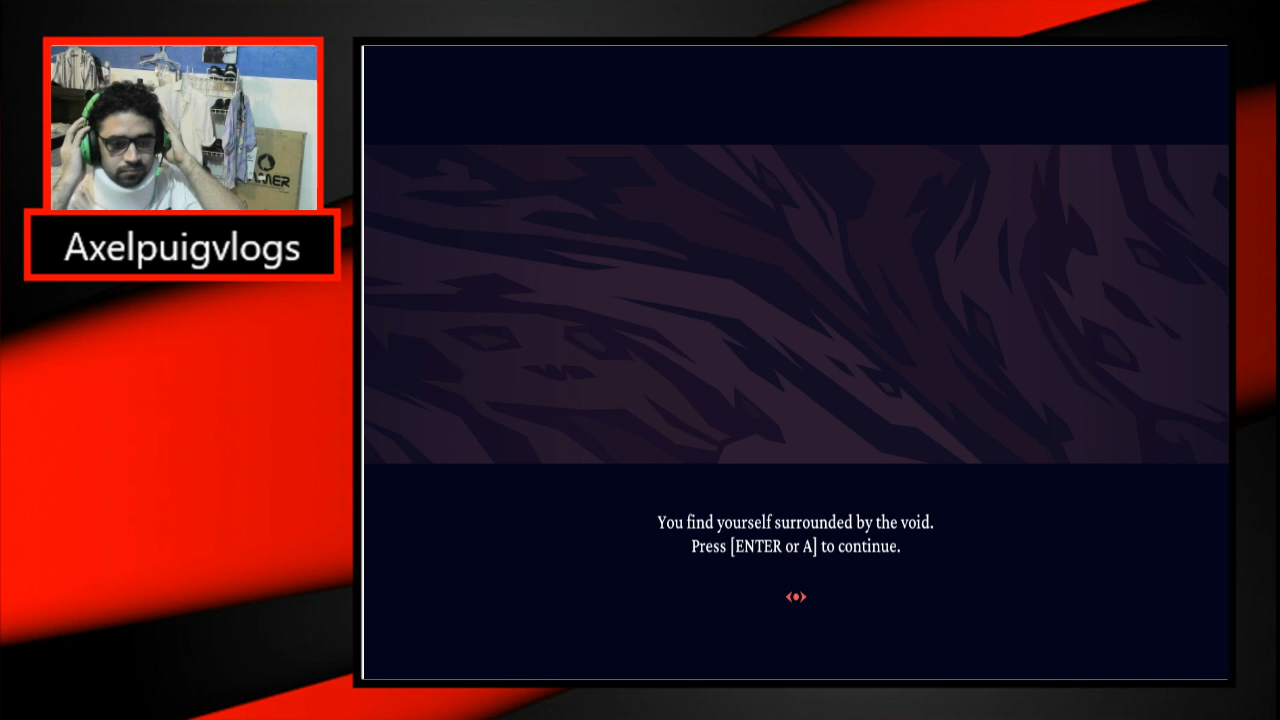 Axelpuigvlogs
You find yourself surrounded by the void.
Press [ENTER or A] to continue.